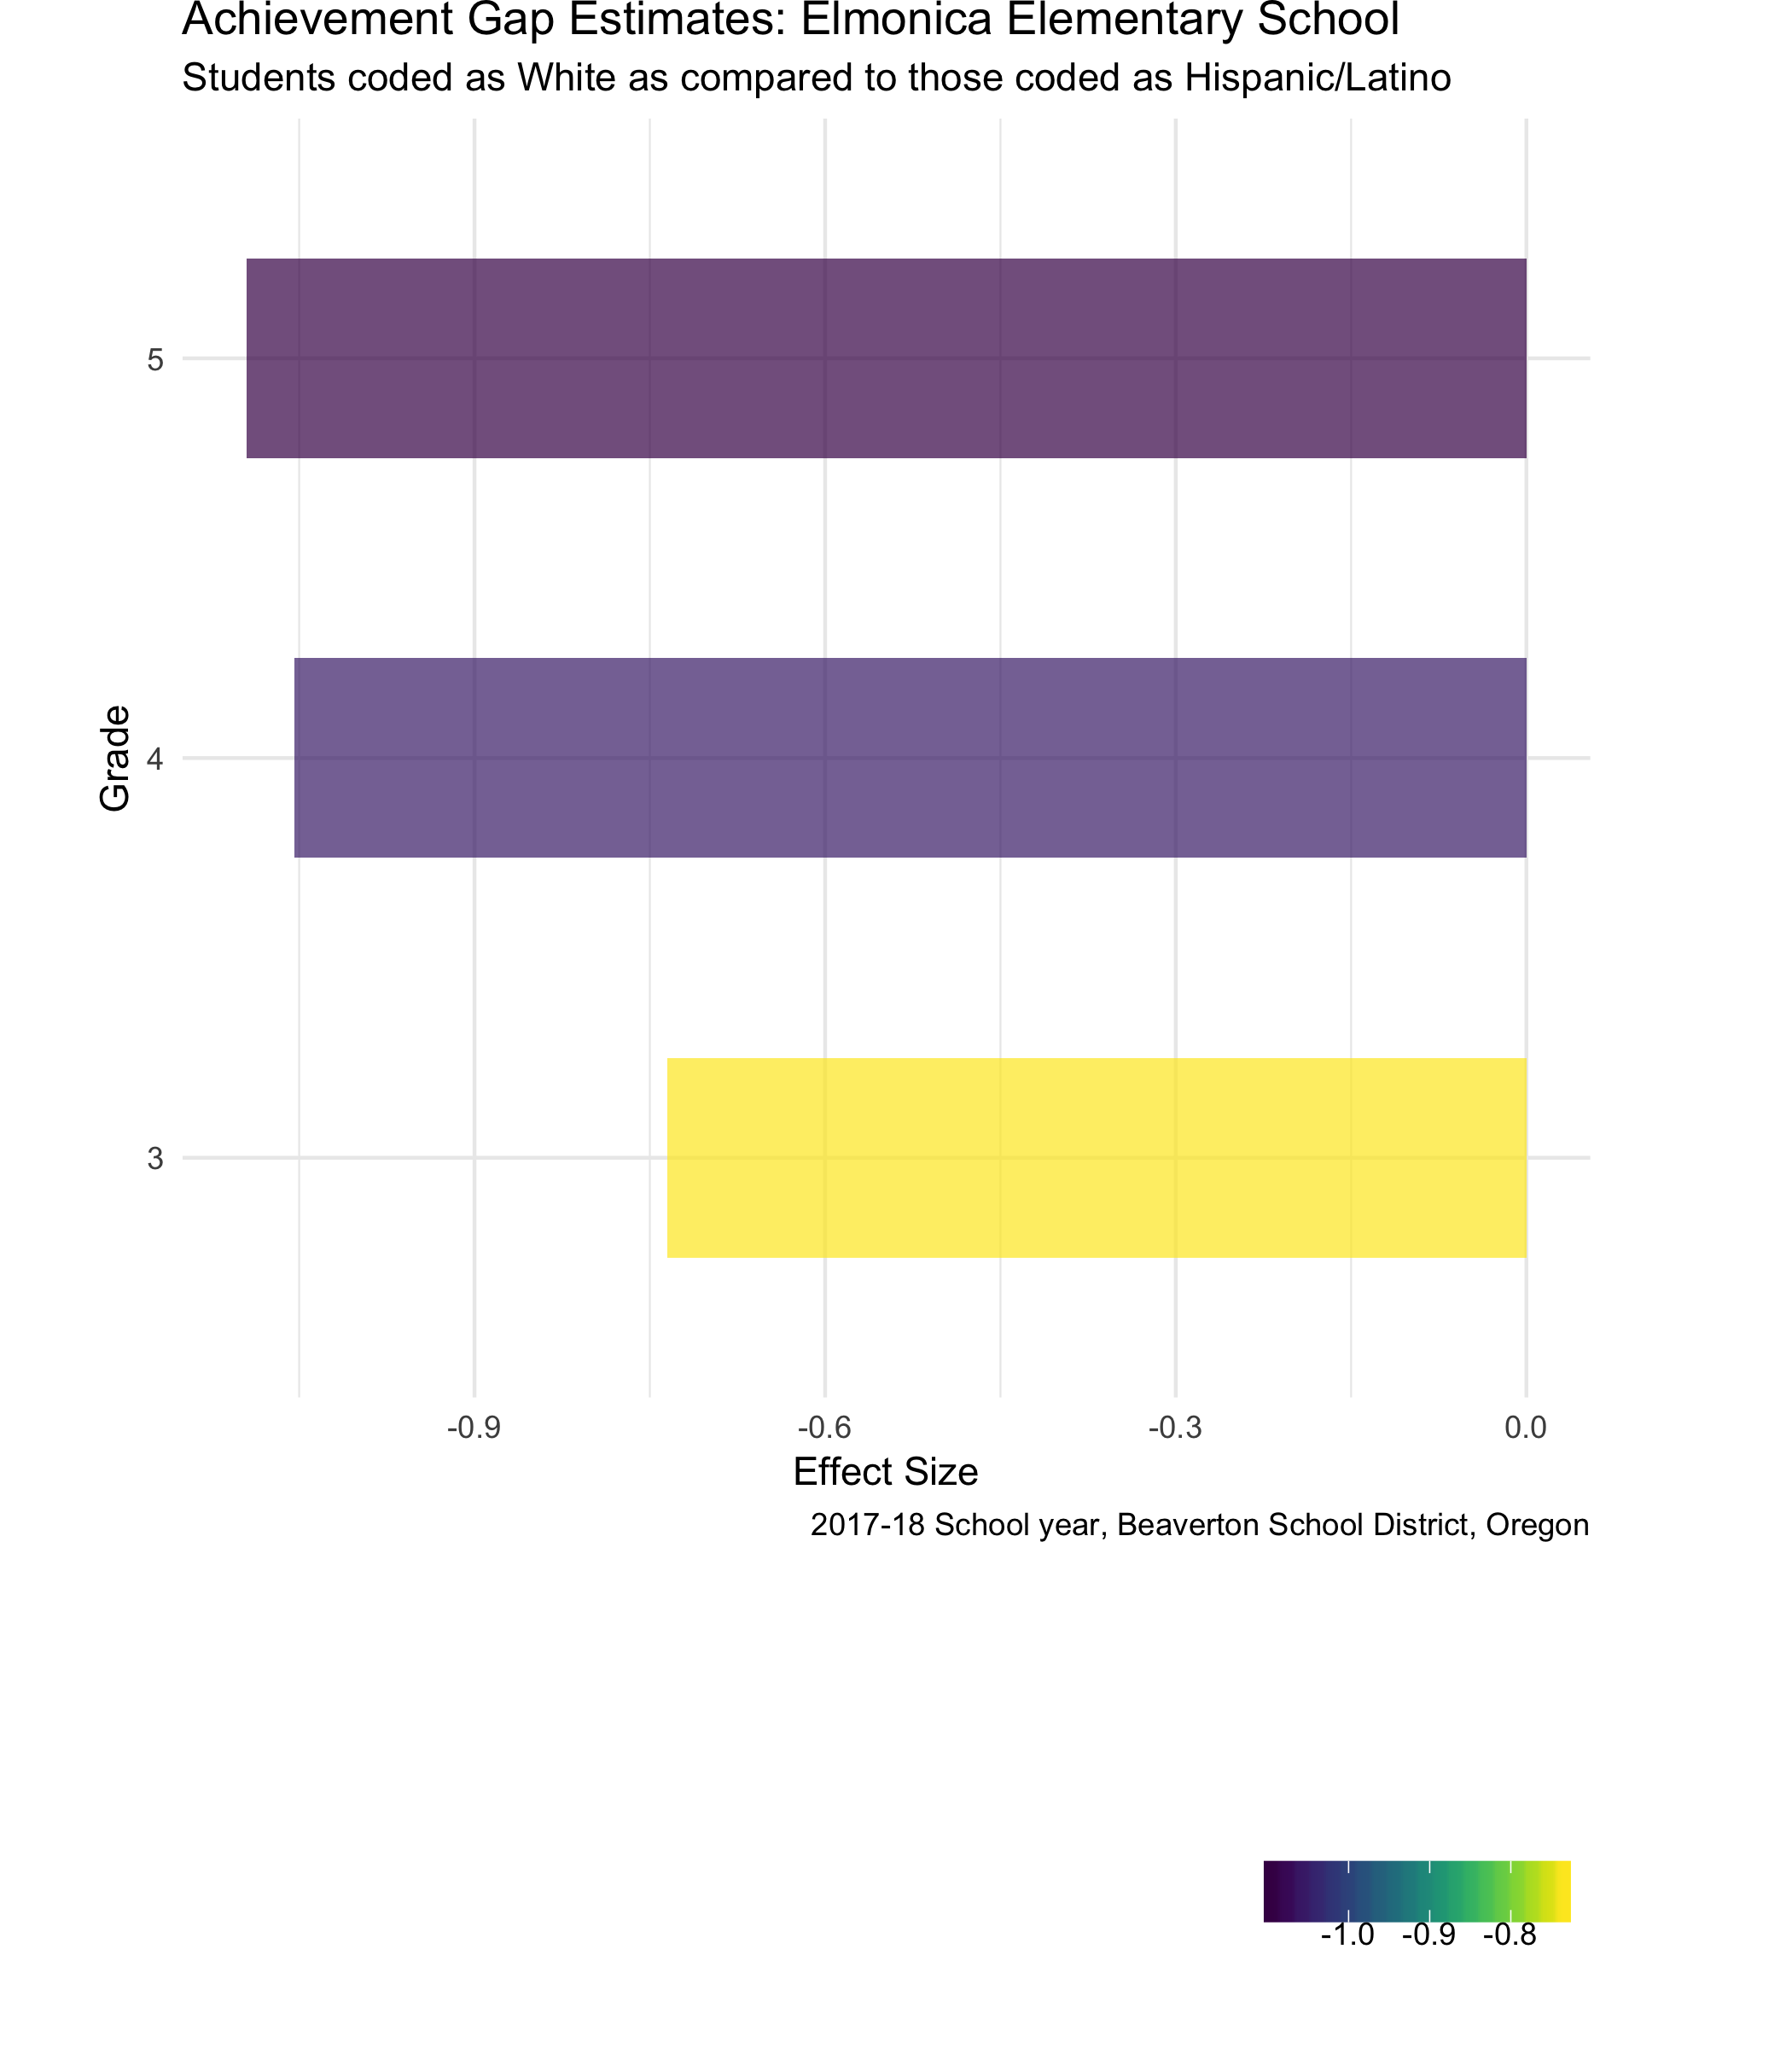 Achievement Gap Estimates: Elmonica Elementary School
Students coded as White as compared to those coded as Hispanic/Latino
5
4
3
Grade
-0.9 -0.6 -0.3 0.0
Effect Size
2017-18 School year, Beaverton School District, Oregon
-1.0 -0.9 -0.8